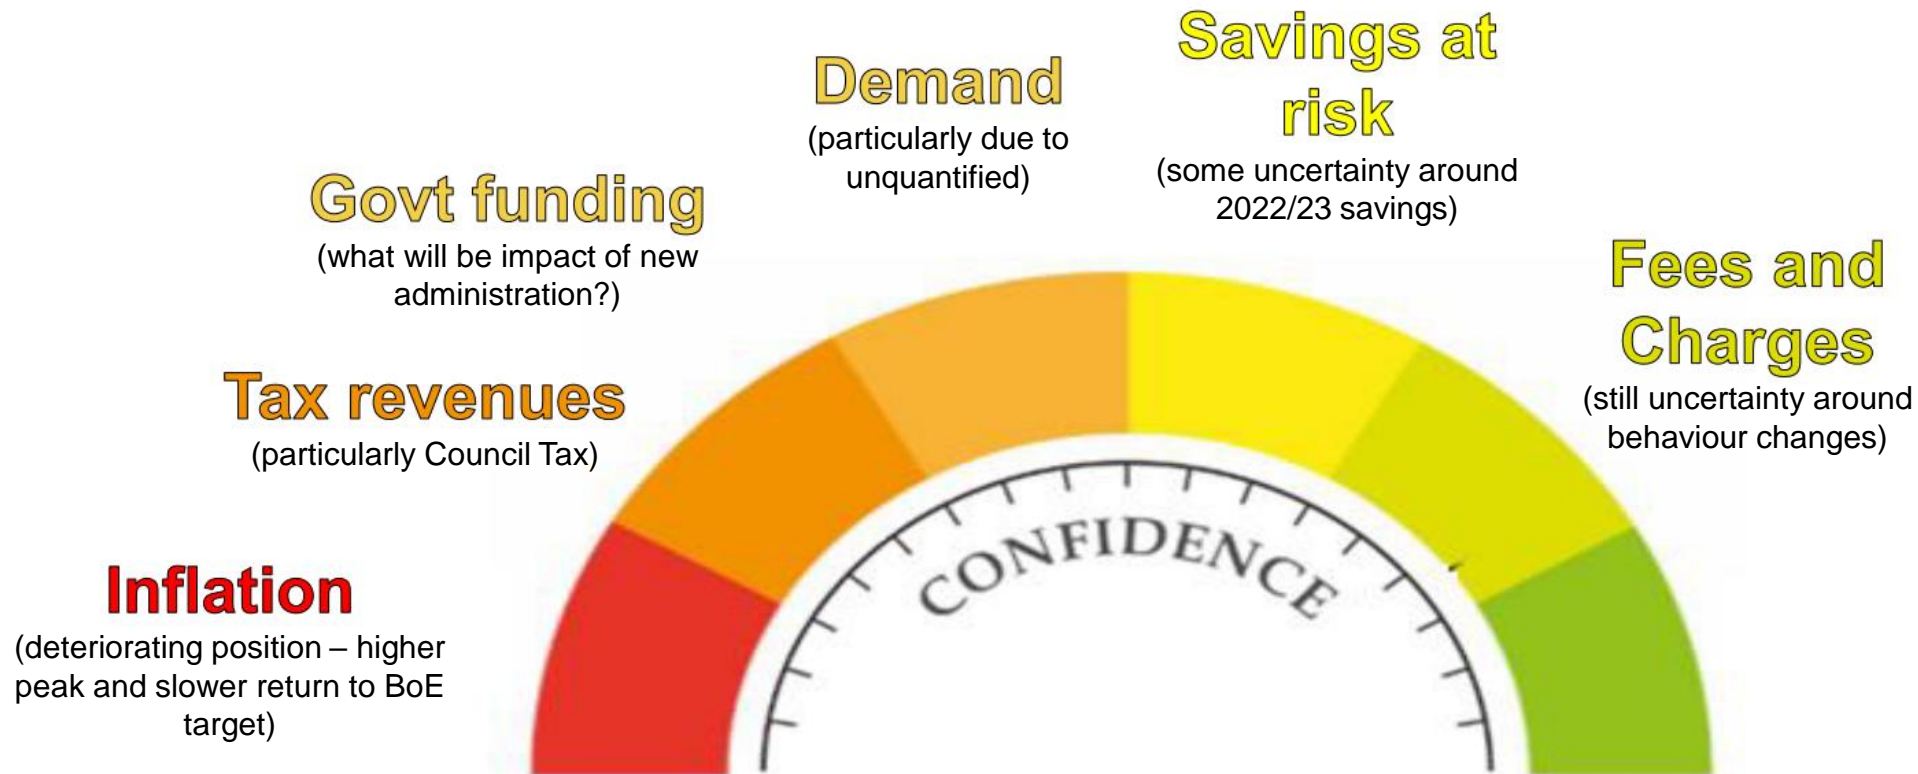 Inflation
(deteriorating position – higher
peak and slower return to BoE
target)
Tax revenues
(particularly Council Tax)
Govt funding
(what will be impact of new
administration?)
Demand
(particularly due to
unquantified)
Savings at
risk
(some uncertainty around
2022/23 savings)
Fees and
Charges
(still uncertainty around
behaviour changes)
CONFIDENCE